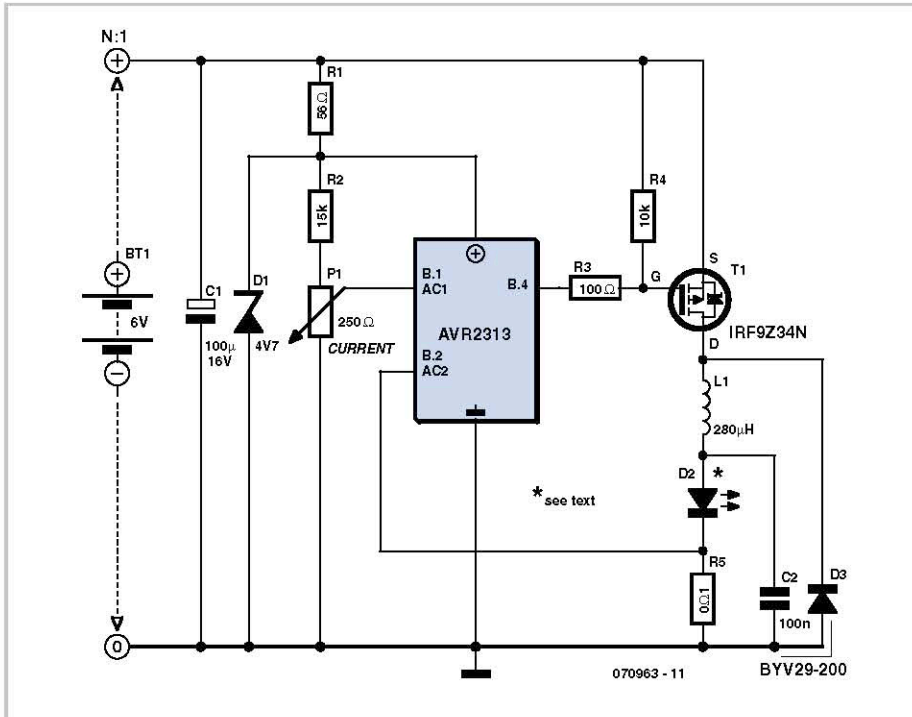 N:1
+
R1
56Ω
R2
15k
R4
10k
BT1
+
6V
−
C1
100µ
16V
D1
4V7
P1
250Ω
CURRENT
+
B.1
AC1
B.4
AVR2313
B.2
AC2
R3
100Ω
G
S
T1
IRF9Z34N
D
L1
280µH
D2
*
* see text
R5
0Ω1
C2
100n
D3
0
070963 - 11
BYV29-200